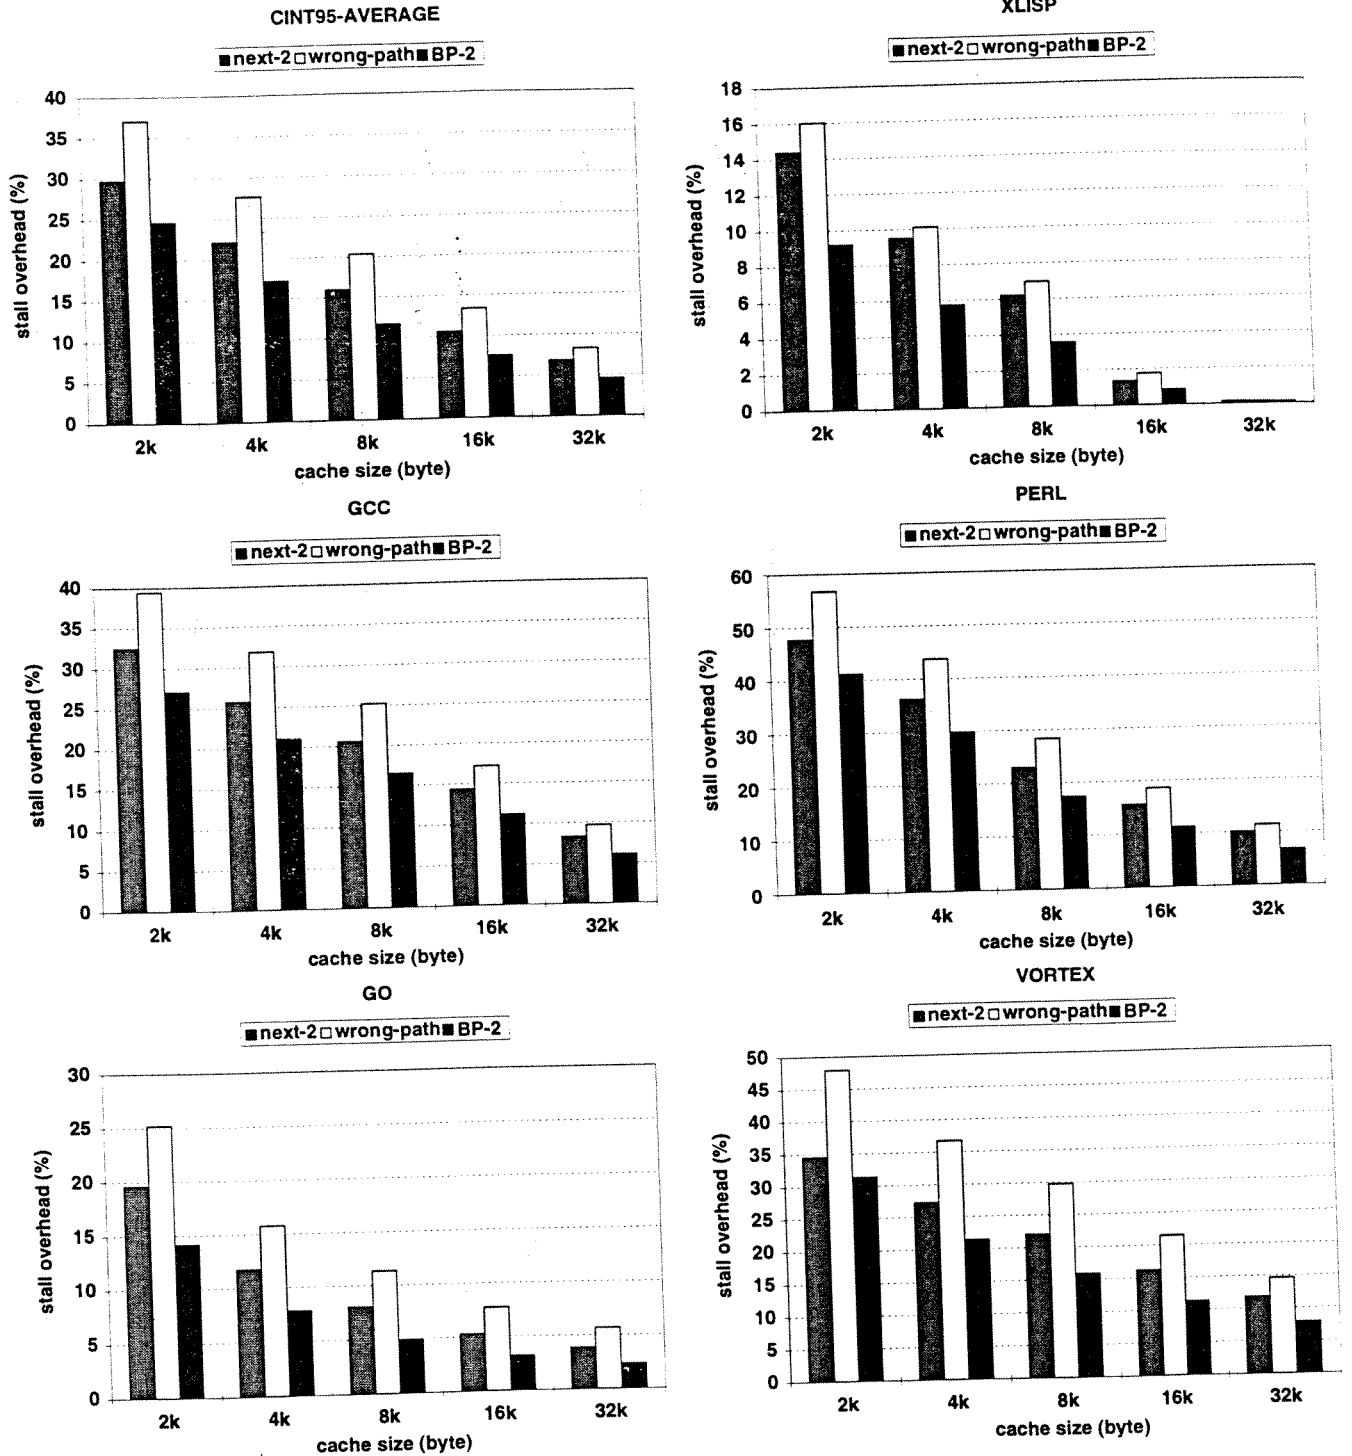 CINT95-AVERAGE
next-2 wrong-path BP-2
stall overhead (%)
40
35
30
25
20
15
10
5
0
2k 4k 8k 16k 32k
cache size (byte)
XLISP
next-2 wrong-path BP-2
stall overhead (%)
18
16
14
12
10
8
6
4
2
0
2k 4k 8k 16k 32k
cache size (byte)
GCC
next-2 wrong-path BP-2
stall overhead (%)
40
35
30
25
20
15
10
5
0
2k 4k 8k 16k 32k
cache size (byte)
PERL
next-2 wrong-path BP-2
stall overhead (%)
60
50
40
30
20
10
0
2k 4k 8k 16k 32k
cache size (byte)
GO
next-2 wrong-path BP-2
stall overhead (%)
30
25
20
15
10
5
0
2k 4k 8k 16k 32k
cache size (byte)
VORTEX
next-2 wrong-path BP-2
stall overhead (%)
50
45
40
35
30
25
20
15
10
5
0
2k 4k 8k 16k 32k
cache size (byte)